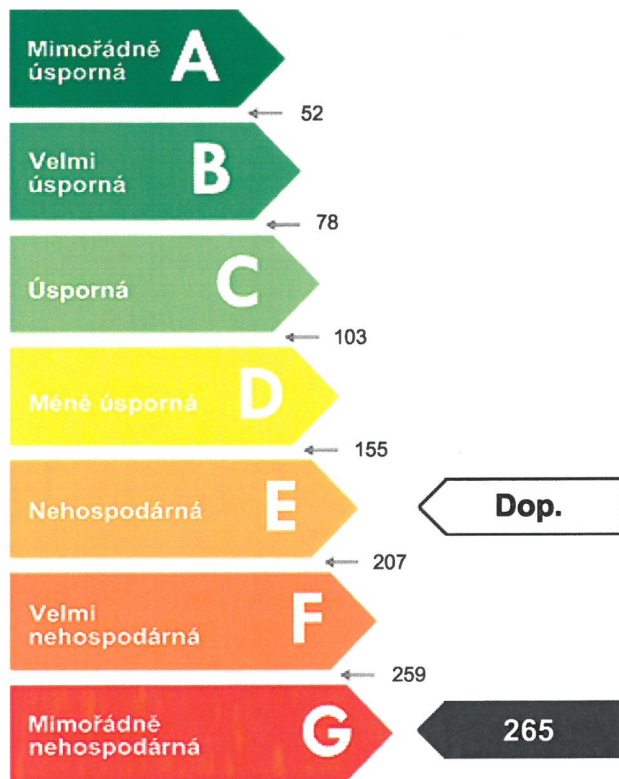 Mimořádně
úsporná A
52
Velmi
úsporná B
78
Úsporná C
103
Méně úsporná D
155
Nehospodárná E
Dop.
207
Velmi
nehospodárná F
259
Mimořádně
nehospodárná G
265